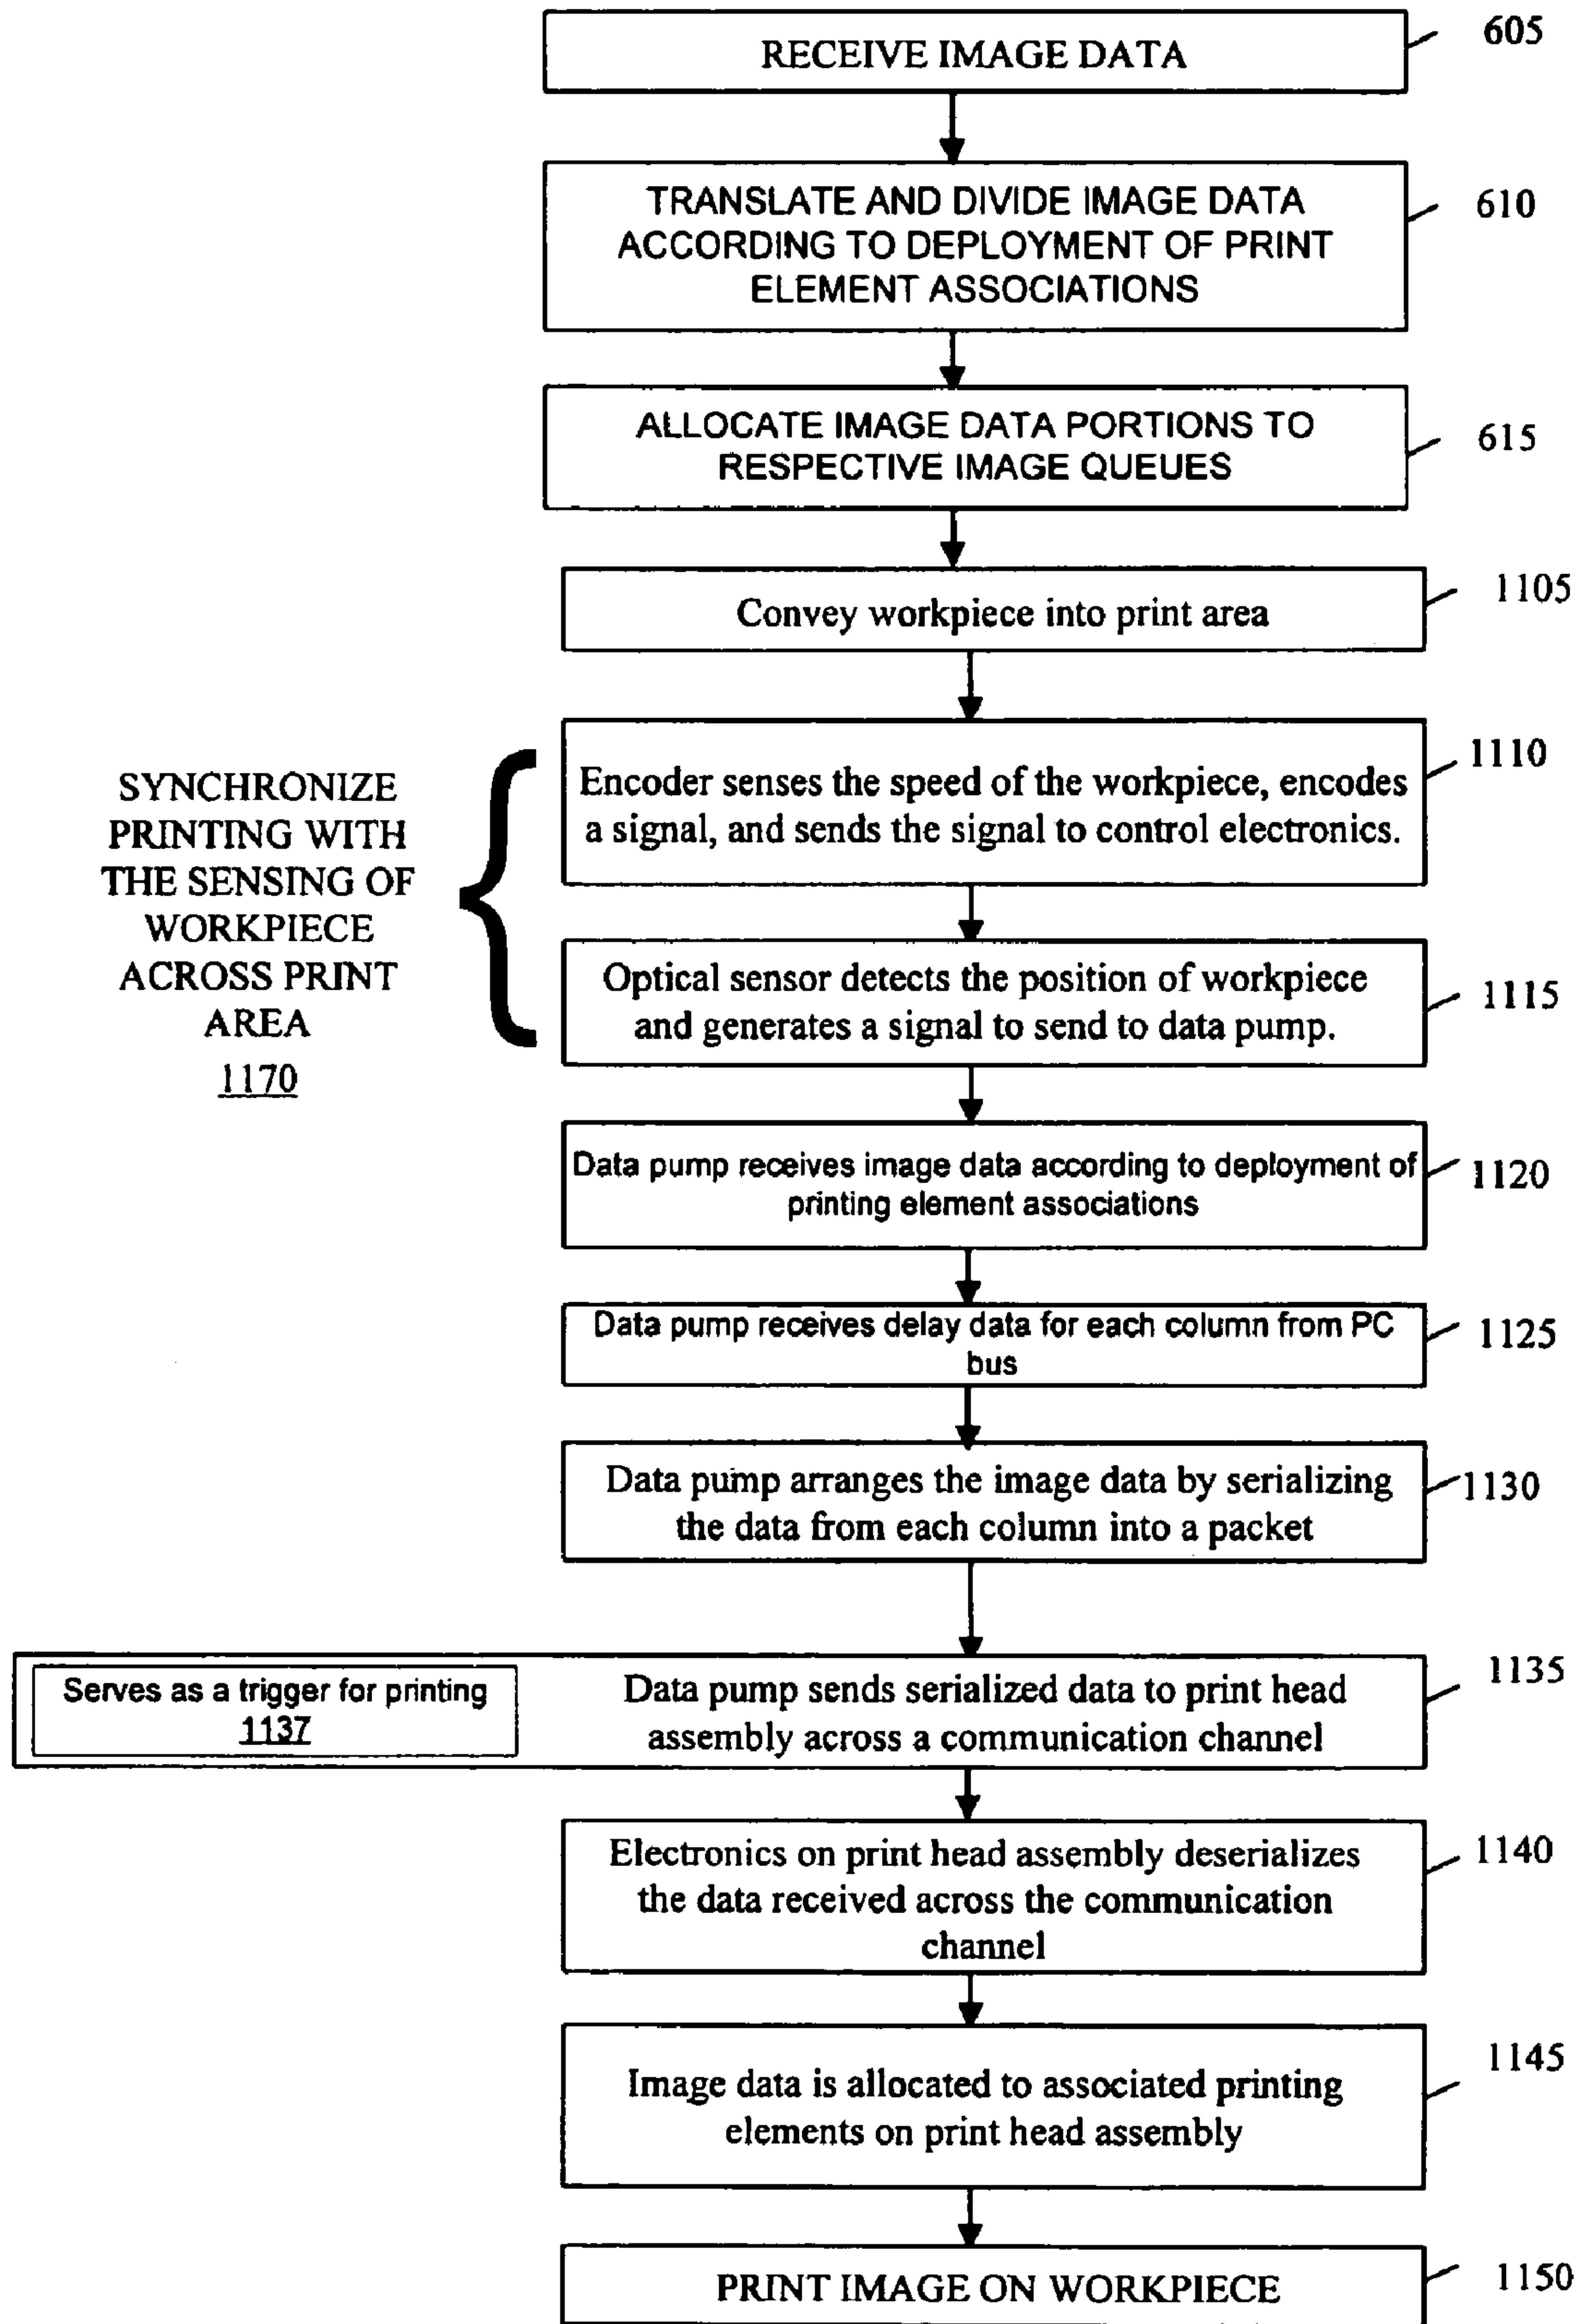 RECEIVE IMAGE DATA
605
TRANSLATE AND DIVIDE IMAGE DATA
ACCORDING TO DEPLOYMENT OF PRINT
ELEMENT ASSOCIATIONS
610
ALLOCATE IMAGE DATA PORTIONS TO
RESPECTIVE IMAGE QUEUES
615
Convey workpiece into print area
1105
SYNCHRONIZE
PRINTING WITH
THE SENSING OF
WORKPIECE
ACROSS PRINT
AREA
1170
Encoder senses the speed of the workpiece, encodes
a signal, and sends the signal to control electronics.
1110
Optical sensor detects the position of workpiece
and generates a signal to send to data pump.
1115
Data pump receives image data according to deployment of
printing element associations
1120
Data pump receives delay data for each column from PC
bus
1125
Data pump arranges the image data by serializing
the data from each column into a packet
1130
Serves as a trigger for printing
1137
Data pump sends serialized data to print head
assembly across a communication channel
1135
Electronics on print head assembly deserializes
the data received across the communication
channel
1140
Image data is allocated to associated printing
elements on print head assembly
1145
PRINT IMAGE ON WORKPIECE
1150